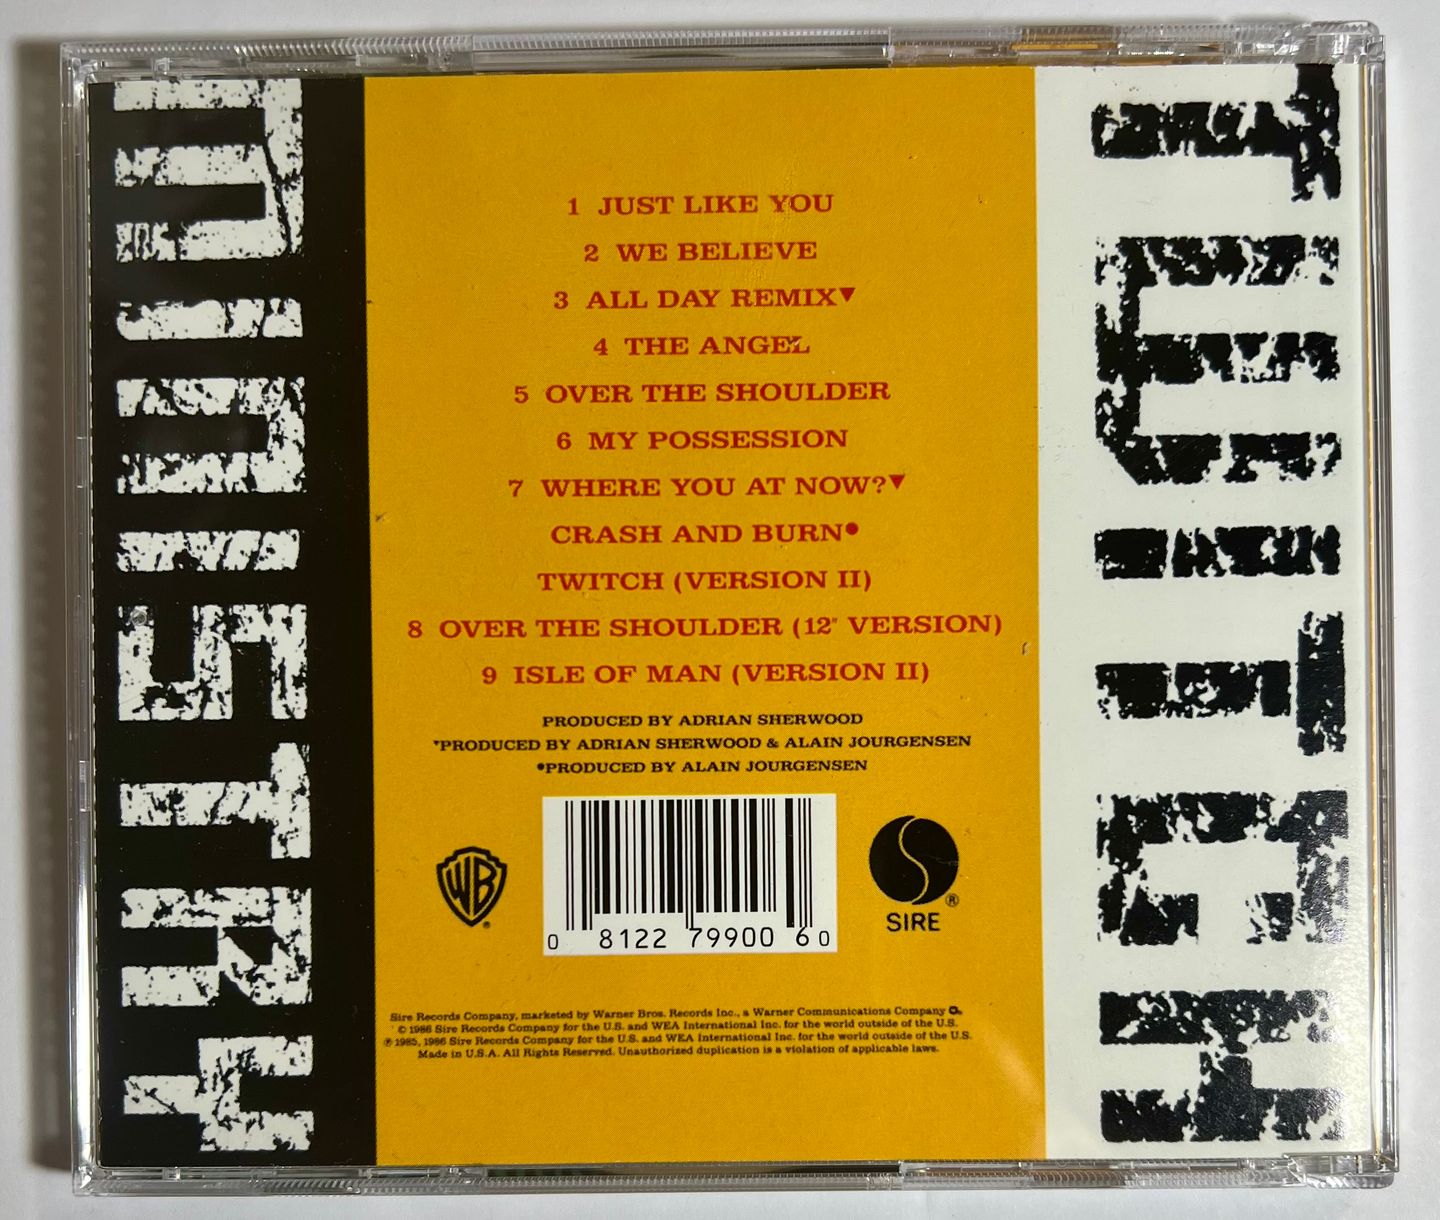 MINISTRY
1 JUST LIKE YOU
2 WE BELIEVE
3 ALL DAY REMIX▼
4 THE ANGEL
5 OVER THE SHOULDER
6 MY POSSESSION
7 WHERE YOU AT NOW?▼
CRASH AND BURN●
TWITCH (VERSION II)
8 OVER THE SHOULDER (12" VERSION)
9 ISLE OF MAN (VERSION II)
PRODUCED BY ADRIAN SHERWOOD
▼PRODUCED BY ADRIAN SHERWOOD & ALAIN JOURGENSEN
●PRODUCED BY ALAIN JOURGENSEN
WB
®
0 8122 79900 6 0
SIRE ®
Sire Records Company, marketed by Warner Bros. Records Inc., a Warner Communications Company
© 1986 Sire Records Company for the U.S. and WEA International Inc. for the world outside of the U.S.
℗ 1985, 1986 Sire Records Company for the U.S. and WEA International Inc. for the world outside of the U.S.
Made in U.S.A. All Rights Reserved. Unauthorized duplication is a violation of applicable laws.
TWITCH